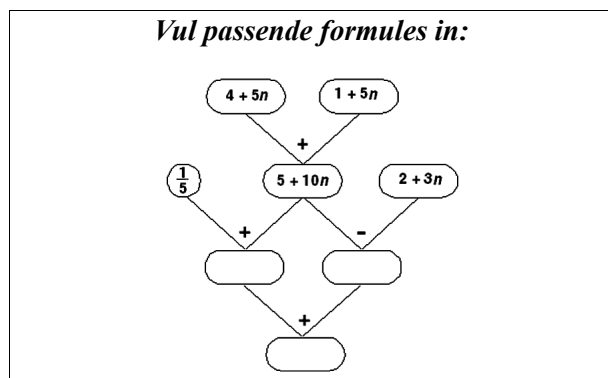 Vul passende formules in:
4 + 5n 1 + 5n
+
1/5 5 + 10n 2 + 3n
+ -
+